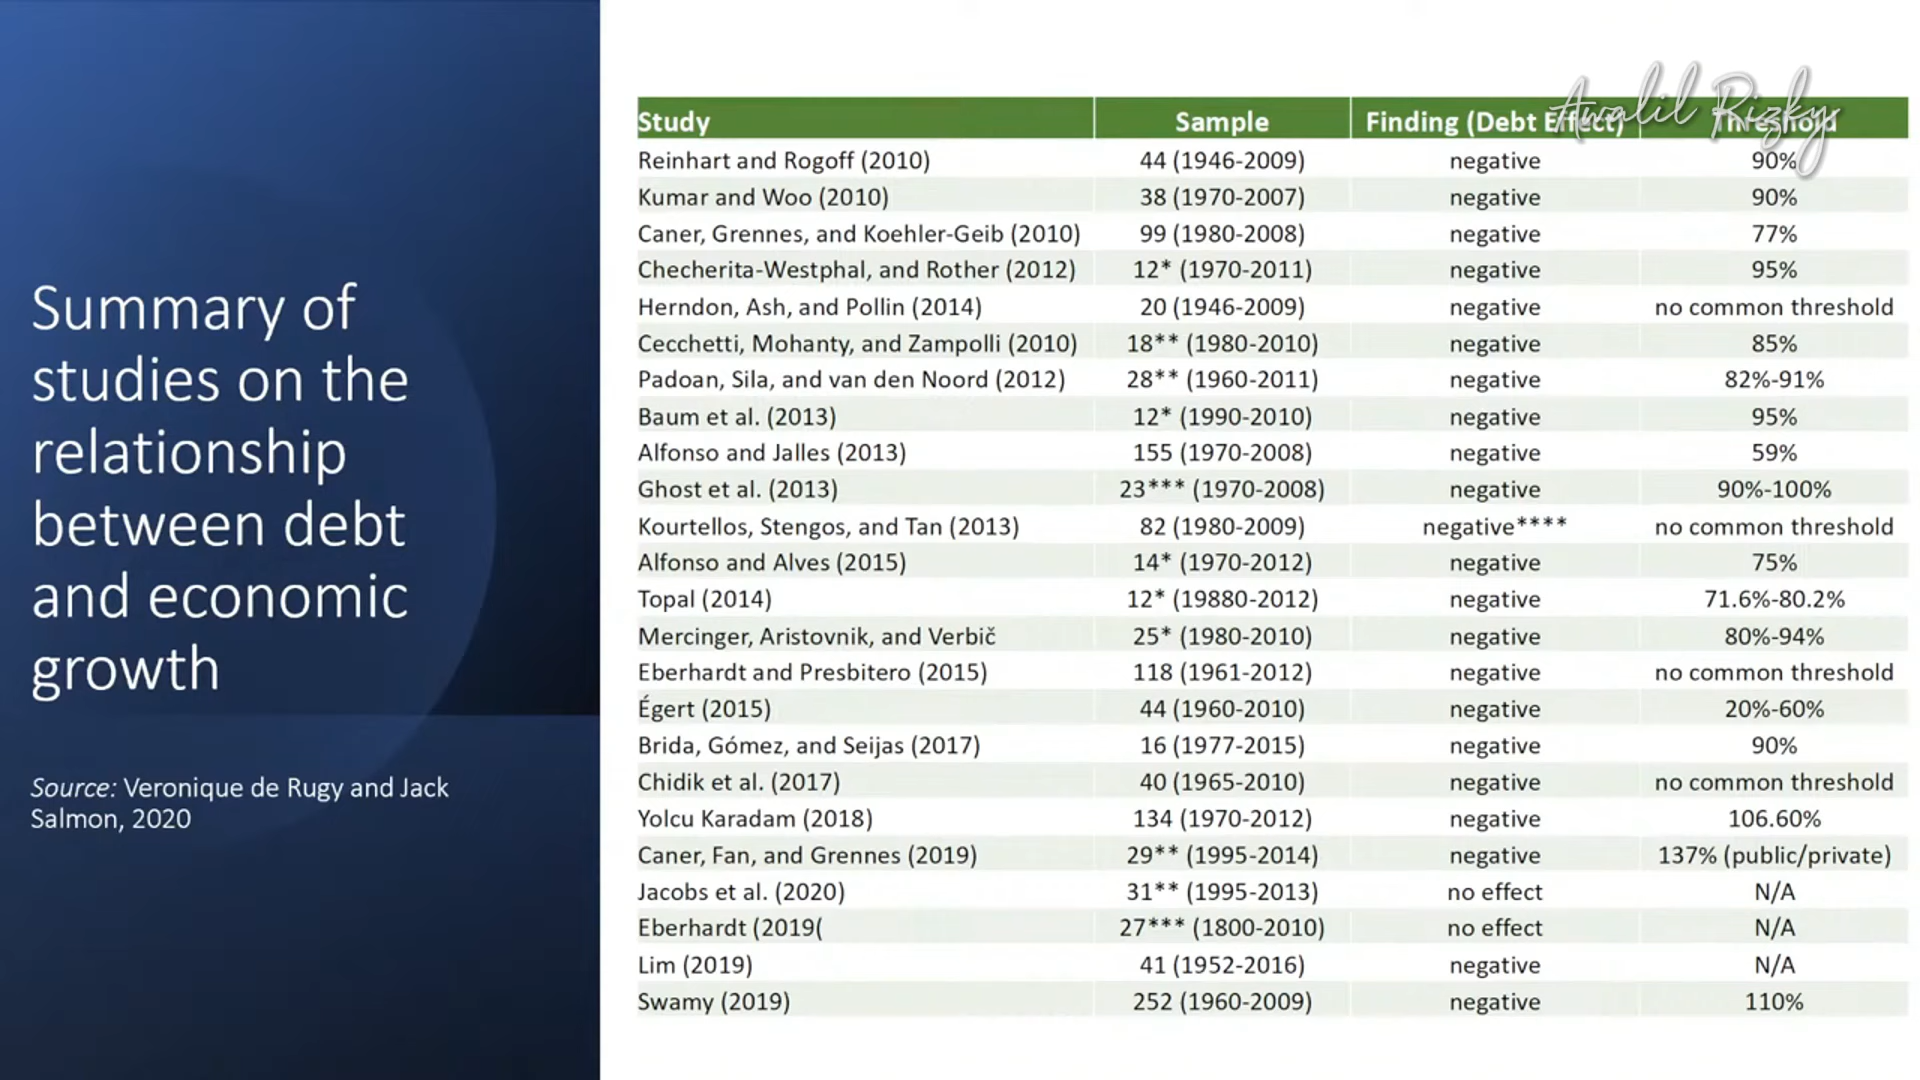 Awalil Rizky
Summary of
studies on the
relationship
between debt
and economic
growth
Source: Veronique de Rugy and Jack
Salmon, 2020
Study Sample Finding (Debt Effect) Threshold
Reinhart and Rogoff (2010) 44 (1946-2009) negative 90%
Kumar and Woo (2010) 38 (1970-2007) negative 90%
Caner, Grennes, and Koehler-Geib (2010) 99 (1980-2008) negative 77%
Checherita-Westphal, and Rother (2012) 12* (1970-2011) negative 95%
Herndon, Ash, and Pollin (2014) 20 (1946-2009) negative no common threshold
Cecchetti, Mohanty, and Zampolli (2010) 18** (1980-2010) negative 85%
Padoan, Sila, and van den Noord (2012) 28** (1960-2011) negative 82%-91%
Baum et al. (2013) 12* (1990-2010) negative 95%
Alfonso and Jalles (2013) 155 (1970-2008) negative 59%
Ghost et al. (2013) 23*** (1970-2008) negative 90%-100%
Kourtellos, Stengos, and Tan (2013) 82 (1980-2009) negative**** no common threshold
Alfonso and Alves (2015) 14* (1970-2012) negative 75%
Topal (2014) 12* (19880-2012) negative 71.6%-80.2%
Mercinger, Aristovnik, and Verbič 25* (1980-2010) negative 80%-94%
Eberhardt and Presbitero (2015) 118 (1961-2012) negative no common threshold
Égert (2015) 44 (1960-2010) negative 20%-60%
Brida, Gómez, and Seijas (2017) 16 (1977-2015) negative 90%
Chidik et al. (2017) 40 (1965-2010) negative no common threshold
Yolcu Karadam (2018) 134 (1970-2012) negative 106.60%
Caner, Fan, and Grennes (2019) 29** (1995-2014) negative 137% (public/private)
Jacobs et al. (2020) 31** (1995-2013) no effect N/A
Eberhardt (2019( 27*** (1800-2010) no effect N/A
Lim (2019) 41 (1952-2016) negative N/A
Swamy (2019) 252 (1960-2009) negative 110%